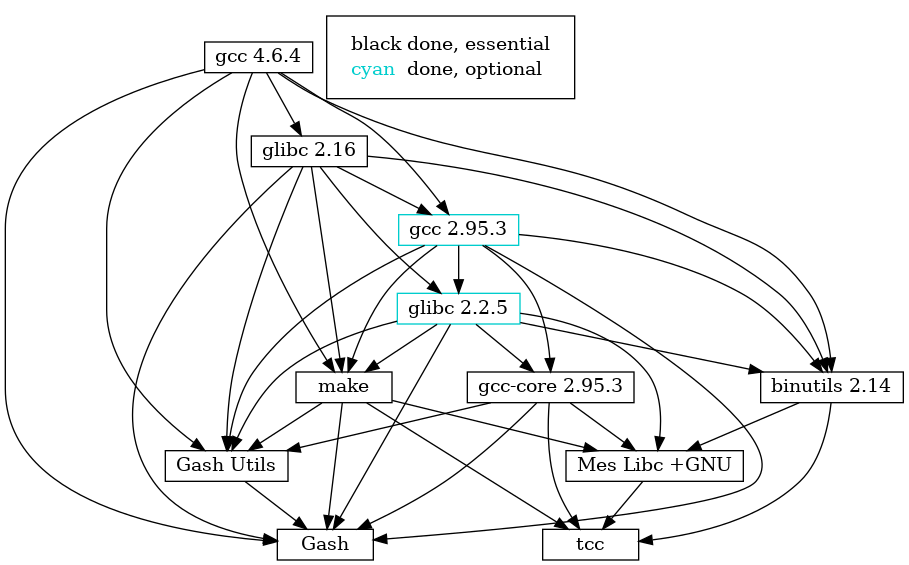 black done, essential
cyan done, optional
gcc 4.6.4
glibc 2.16
gcc 2.95.3
glibc 2.2.5
make
gcc-core 2.95.3
binutils 2.14
Gash Utils
Mes Libc +GNU
Gash
tcc